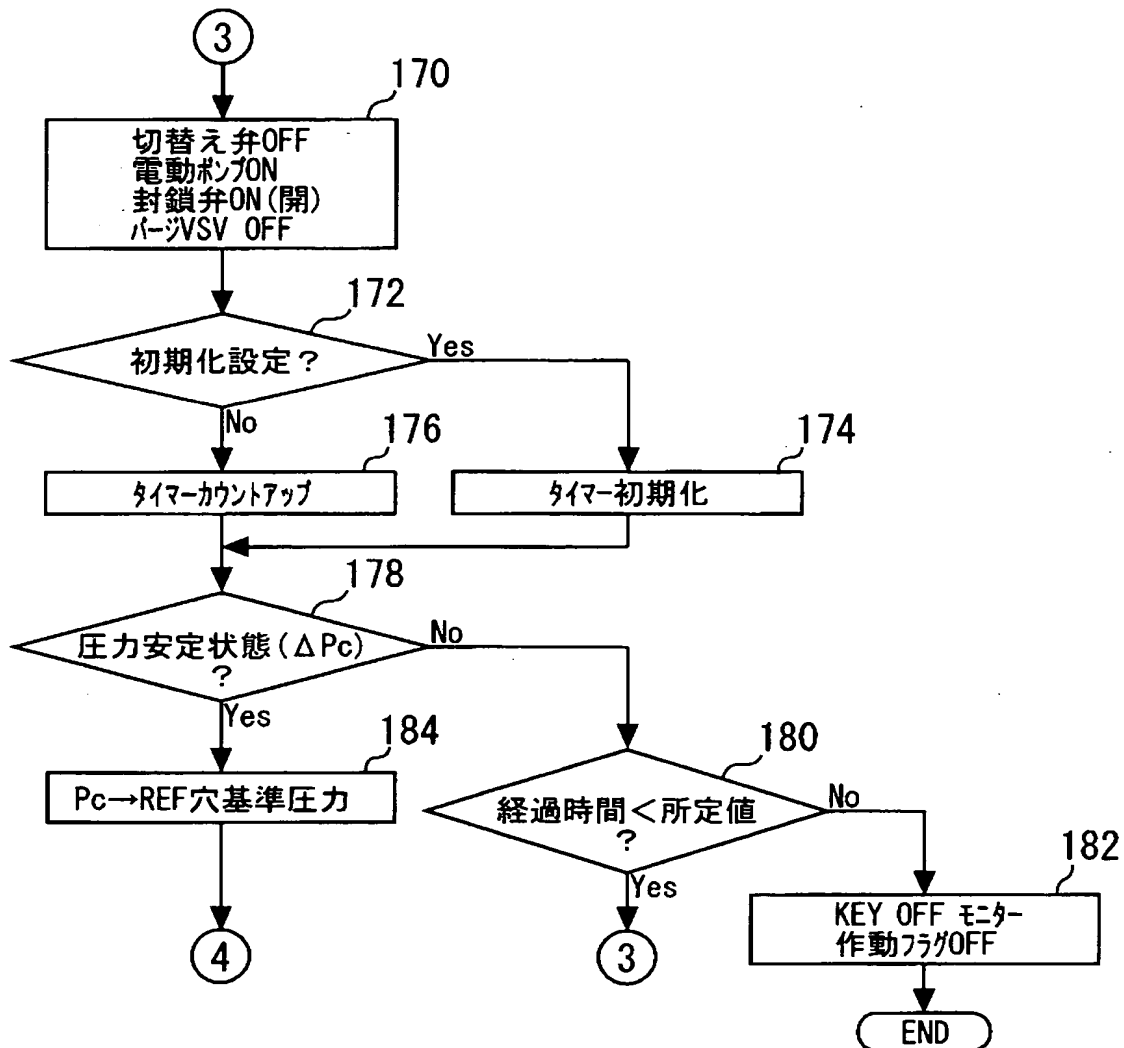 3
170
切替え弁OFF
電動ポンプON
封鎖弁ON(開)
パージVSV OFF
172
初期化設定?
Yes
No
176
174
タイマーカウントアップ
タイマー初期化
178
圧力安定状態(ΔPc)
?
No
Yes
184
180
Pc→REF穴基準圧力
経過時間<所定値
?
No
Yes
182
KEY OFF モニター
作動フラグOFF
4
3
END